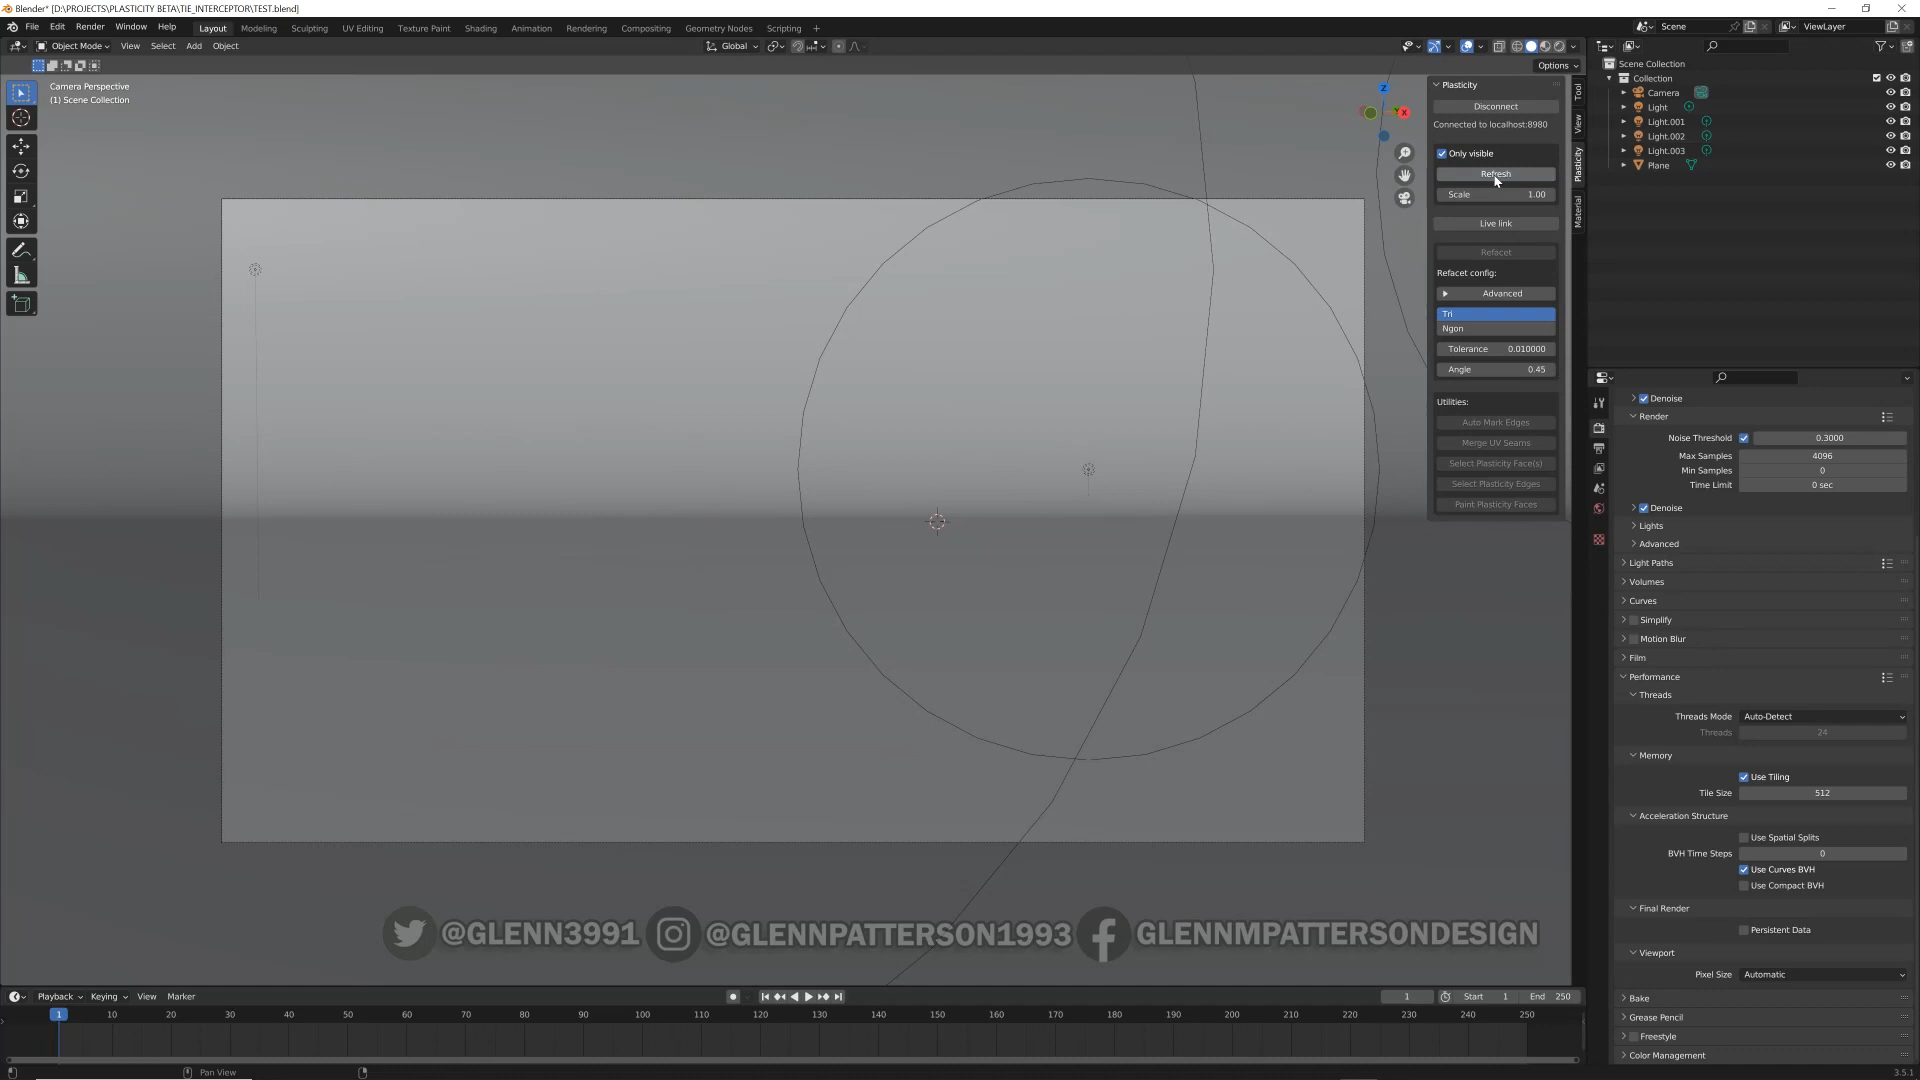 Blender* [D:\PROJECTS\PLASTICITY BETA\TIE_INTERCEPTOR\TEST.blend]
File Edit Render Window Help Layout Modeling Sculpting UV Editing Texture Paint Shading Animation Rendering Compositing Geometry Nodes Scripting +
Scene ViewLayer
Object Mode View Select Add Object Global
Options
Camera Perspective
(1) Scene Collection
Z
X
Plasticity
Disconnect
Connected to localhost:8980
Only visible
Refresh
Scale 1.00
Live link
Refacet
Refacet config:
Advanced
Tri
Ngon
Tolerance 0.010000
Angle 0.45
Utilities:
Auto Mark Edges
Merge UV Seams
Select Plasticity Face(s)
Select Plasticity Edges
Paint Plasticity Faces
Tool
View
Plasticity
Material
Scene Collection
Collection
Camera
Light
Light.001
Light.002
Light.003
Plane
Denoise
Render
Noise Threshold 0.3000
Max Samples 4096
Min Samples 0
Time Limit 0 sec
Denoise
Lights
Advanced
Light Paths
Volumes
Curves
Simplify
Motion Blur
Film
Performance
Threads
Threads Mode Auto-Detect
Threads 24
Memory
Use Tiling
Tile Size 512
Acceleration Structure
Use Spatial Splits
BVH Time Steps 0
Use Curves BVH
Use Compact BVH
Final Render
Persistent Data
Viewport
Pixel Size Automatic
Bake
Grease Pencil
Freestyle
Color Management
@GLENN3991 @GLENNPATTERSON1993 GLENNMPATTERSONDESIGN
Playback Keying View Marker 1 Start 1 End 250
1 10 20 30 40 50 60 70 80 90 100 110 120 130 140 150 160 170 180 190 200 210 220 230 240 250
Pan View
3.5.1